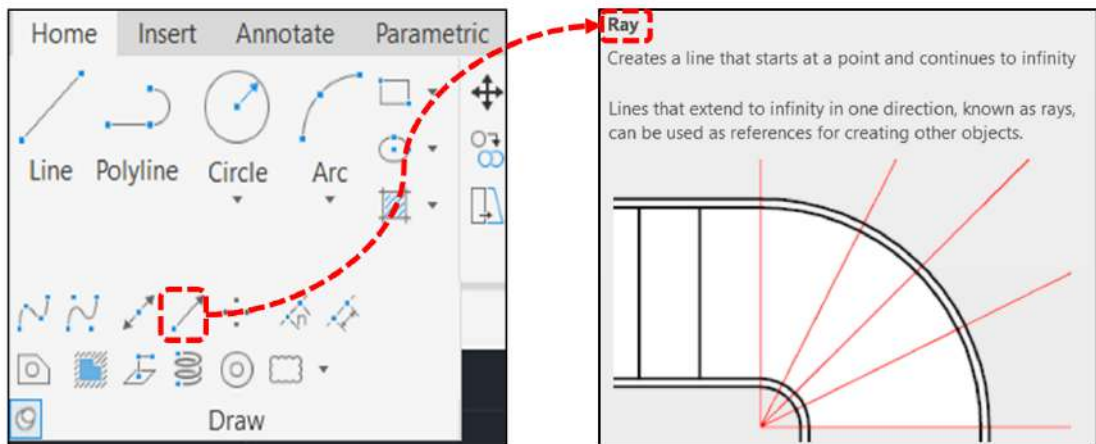 Home Insert Annotate Parametric
Line Polyline Circle Arc
Draw
Ray
Creates a line that starts at a point and continues to infinity
Lines that extend to infinity in one direction, known as rays,
can be used as references for creating other objects.